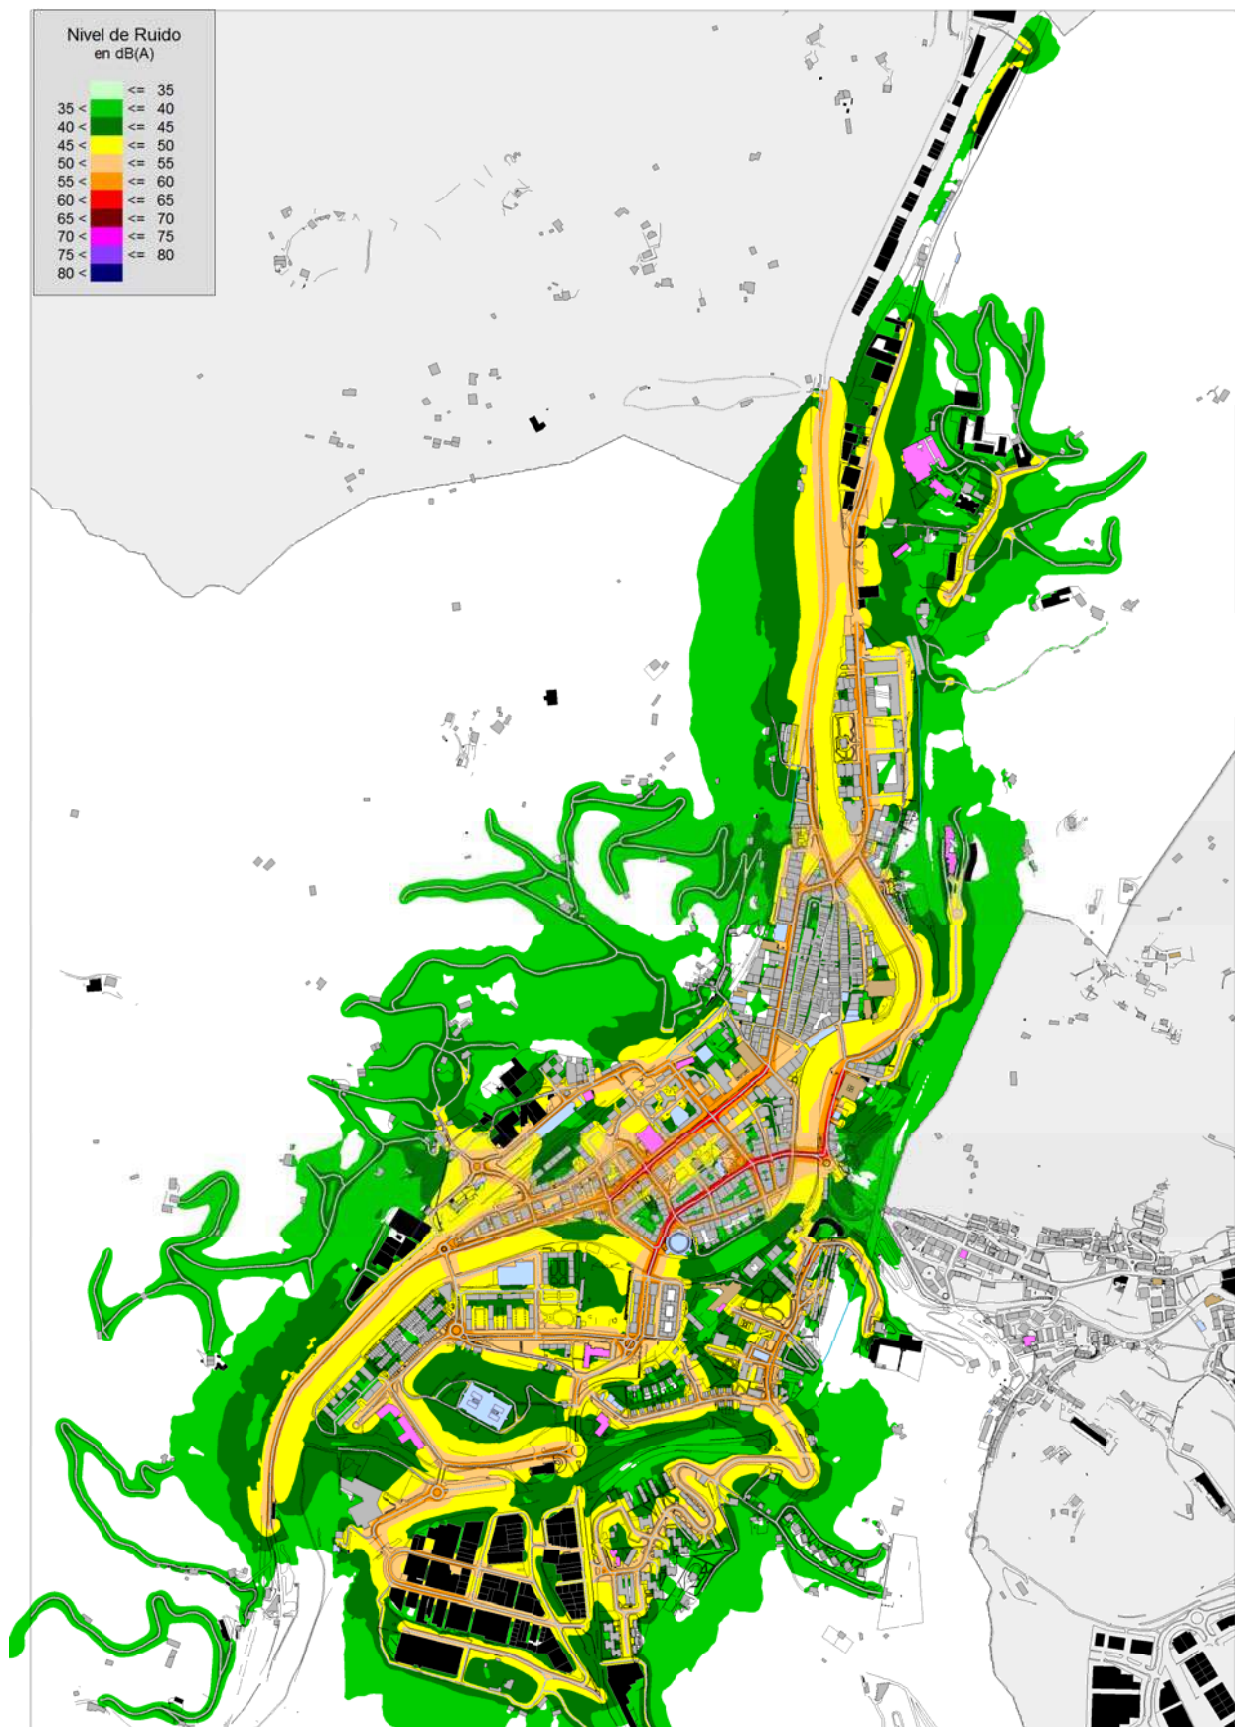 Nivel de Ruido
en dB(A)
<= 35
35 < <= 40
40 < <= 45
45 < <= 50
50 < <= 55
55 < <= 60
60 < <= 65
65 < <= 70
70 < <= 75
75 < <= 80
80 <